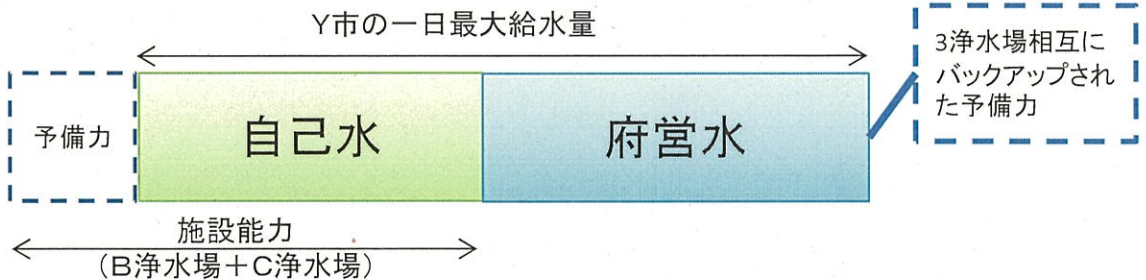 Y市の一日最大給水量
3浄水場相互に
バックアップされ
た予備力
予備力
自己水
府営水
施設能力
（B浄水場＋C浄水場）